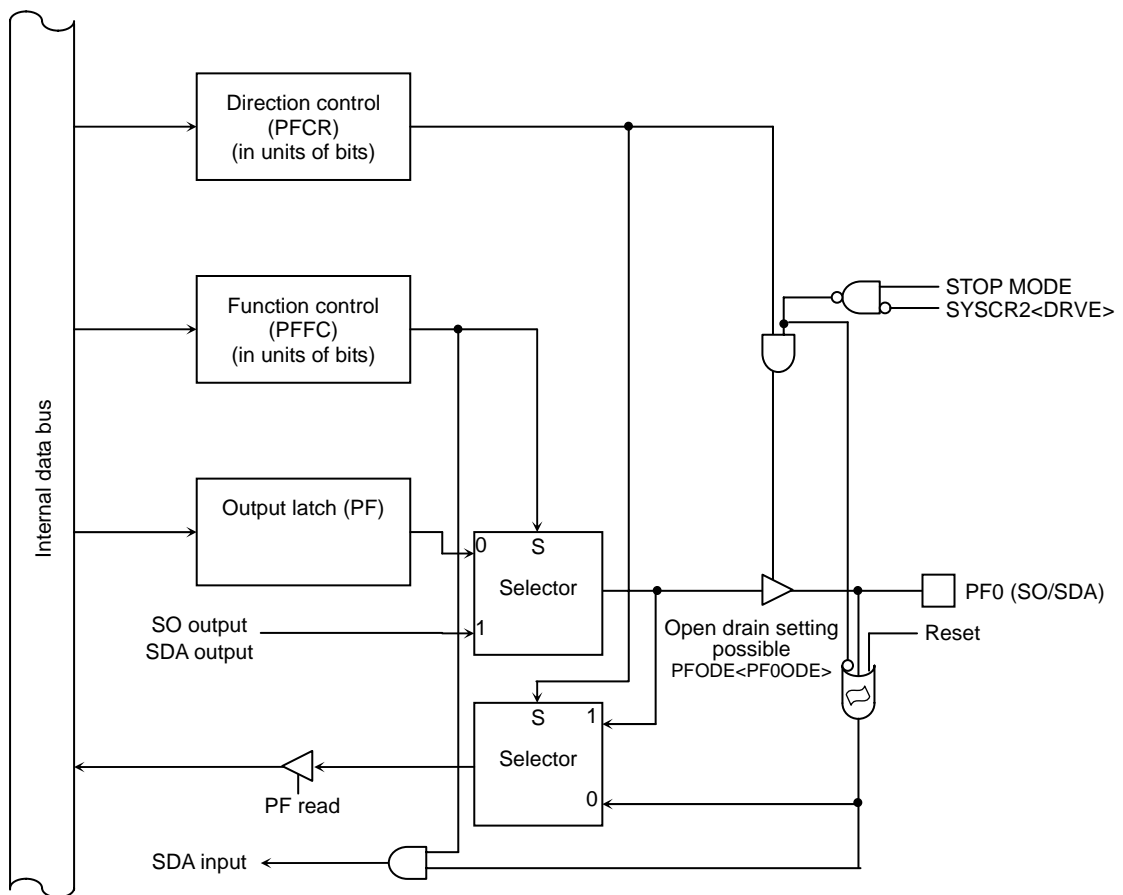 Direction control
(PFCR)
(in units of bits)
STOP MODE
SYSCR2<DRVE>
Function control
(PFFC)
(in units of bits)
Internal data bus
Output latch (PF)
0
S
Selector
1
SO output
SDA output
PF0 (SO/SDA)
Open drain setting
possible
PFODE<PF0ODE>
Reset
S
1
Selector
0
PF read
SDA input